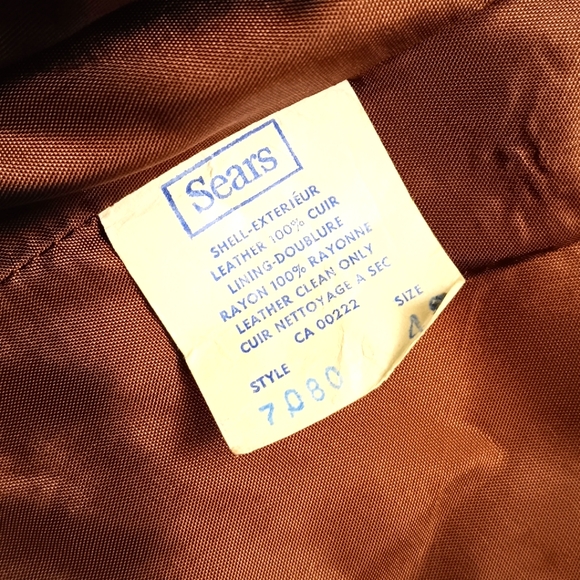 Sears
SHELL-EXTERIÉUR
LEATHER 100% CUIR
LINING-DOUBLURE
RAYON 100% RAYONNE
LEATHER CLEAN ONLY
CUIR NETTOYAGE A SEC
CA 00222
STYLE SIZE
7080